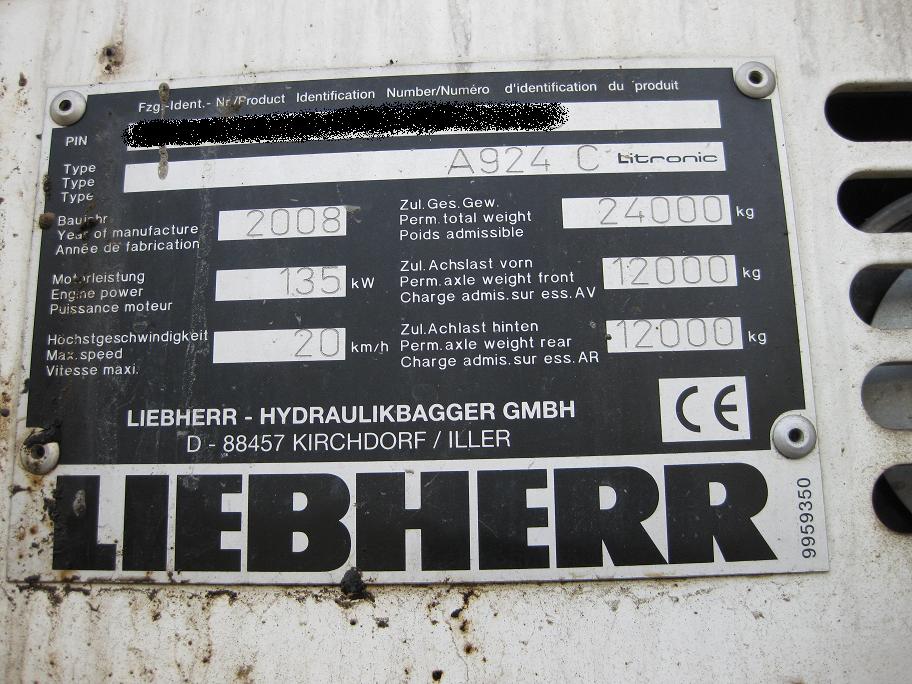 Fzg.-Ident.- Nr./Product Identification Number/Numéro d'identification du produit
PIN
Type
Type
Type
A924 C Litronic
Baujahr
Year of manufacture
Année de fabrication
2008
Zul. Ges. Gew.
Perm. total weight
Poids admissible
24000 kg
Motorleistung
Engine power
Puissance moteur
135 kW
Zul. Achslast vorn
Perm. axle weight front
Charge admis. sur ess. AV
12000 kg
Höchstgeschwindigkeit
Max. speed
Vitesse maxi.
20 km/h
Zul. Achlast hinten
Perm. axle weight rear
Charge admis. sur ess. AR
12000 kg
LIEBHERR - HYDRAULIKBAGGER GMBH
D - 88457 KIRCHDORF / ILLER
CE
LIEBHERR
9959350